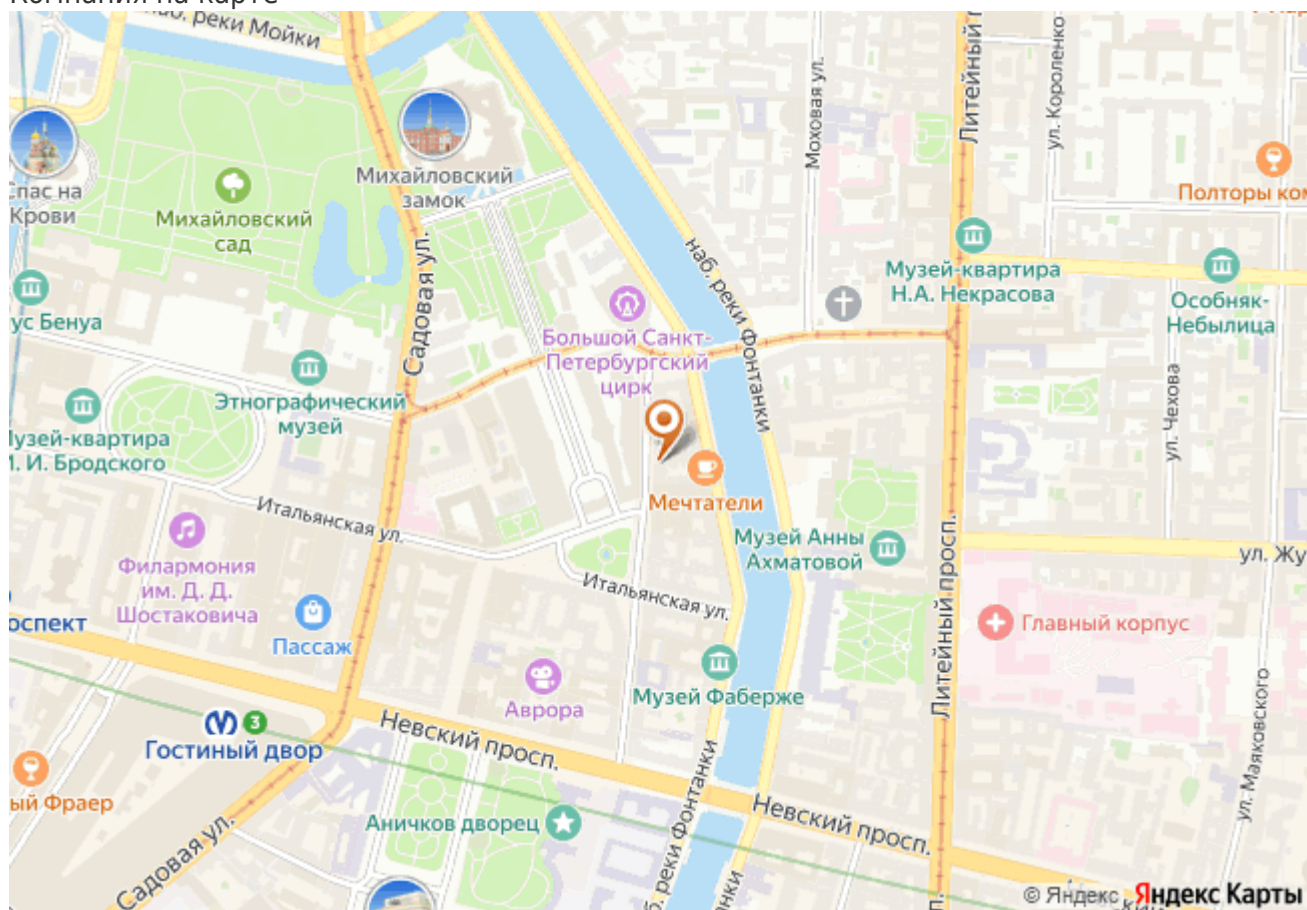 Компания на карте
наб. реки Мойки
Литейный п
ул. Короленко
Моховая ул.
Спас на
Крови
Михайловский
замок
Михайловский
сад
Полторы ком
Садовая ул.
наб. реки Фонтанки
Музей-квартира
Н.А. Некрасова
Особняк-
Небылица
ус Бенуа
Большой Санкт-
Петербургский
цирк
Этнографический
музей
ул. Чехова
Музей-квартира
И. И. Бродского
Мечтатели
Итальянская ул.
Музей Анны
Ахматовой
ул. Жу
Филармония
им. Д. Д.
Шостаковича
Итальянская ул.
Литейный просп.
Главный корпус
оспект
Пассаж
Музей Фаберже
Аврора
3
Гостиный двор
Невский просп.
ул. Маяковского
ый Фраер
Аничков дворец
б. реки Фонтанки
Невский просп.
Садовая ул.
© Яндекс Яндекс Карты